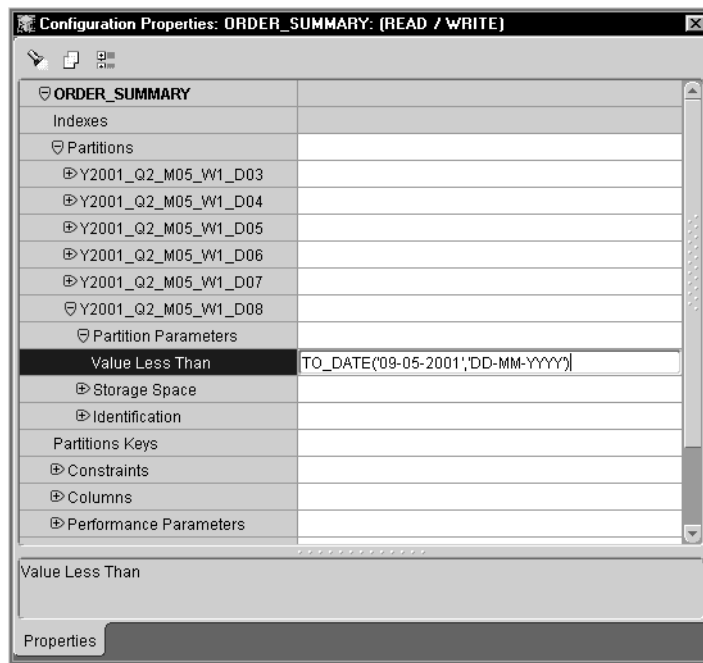 Configuration Properties: ORDER_SUMMARY: (READ / WRITE)
ORDER_SUMMARY
Indexes
Partitions
Y2001_Q2_M05_W1_D03
Y2001_Q2_M05_W1_D04
Y2001_Q2_M05_W1_D05
Y2001_Q2_M05_W1_D06
Y2001_Q2_M05_W1_D07
Y2001_Q2_M05_W1_D08
Partition Parameters
Value Less Than TO_DATE('09-05-2001','DD-MM-YYYY')
Storage Space
Identification
Partitions Keys
Constraints
Columns
Performance Parameters
Value Less Than
Properties